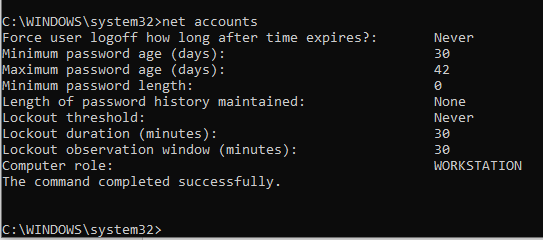 C:\WINDOWS\system32>net accounts
Force user logoff how long after time expires?: Never
Minimum password age (days): 30
Maximum password age (days): 42
Minimum password length: 0
Length of password history maintained: None
Lockout threshold: Never
Lockout duration (minutes): 30
Lockout observation window (minutes): 30
Computer role: WORKSTATION
The command completed successfully.
C:\WINDOWS\system32>